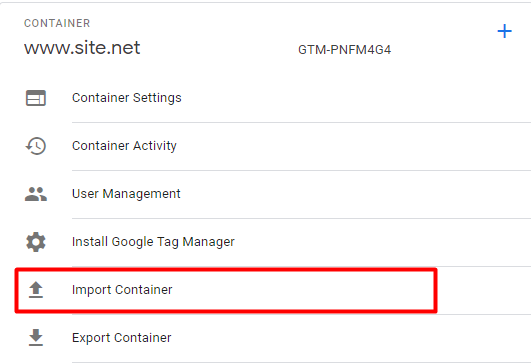 CONTAINER
www.site.net GTM-PNFM4G4
Container Settings
Container Activity
User Management
Install Google Tag Manager
Import Container
Export Container